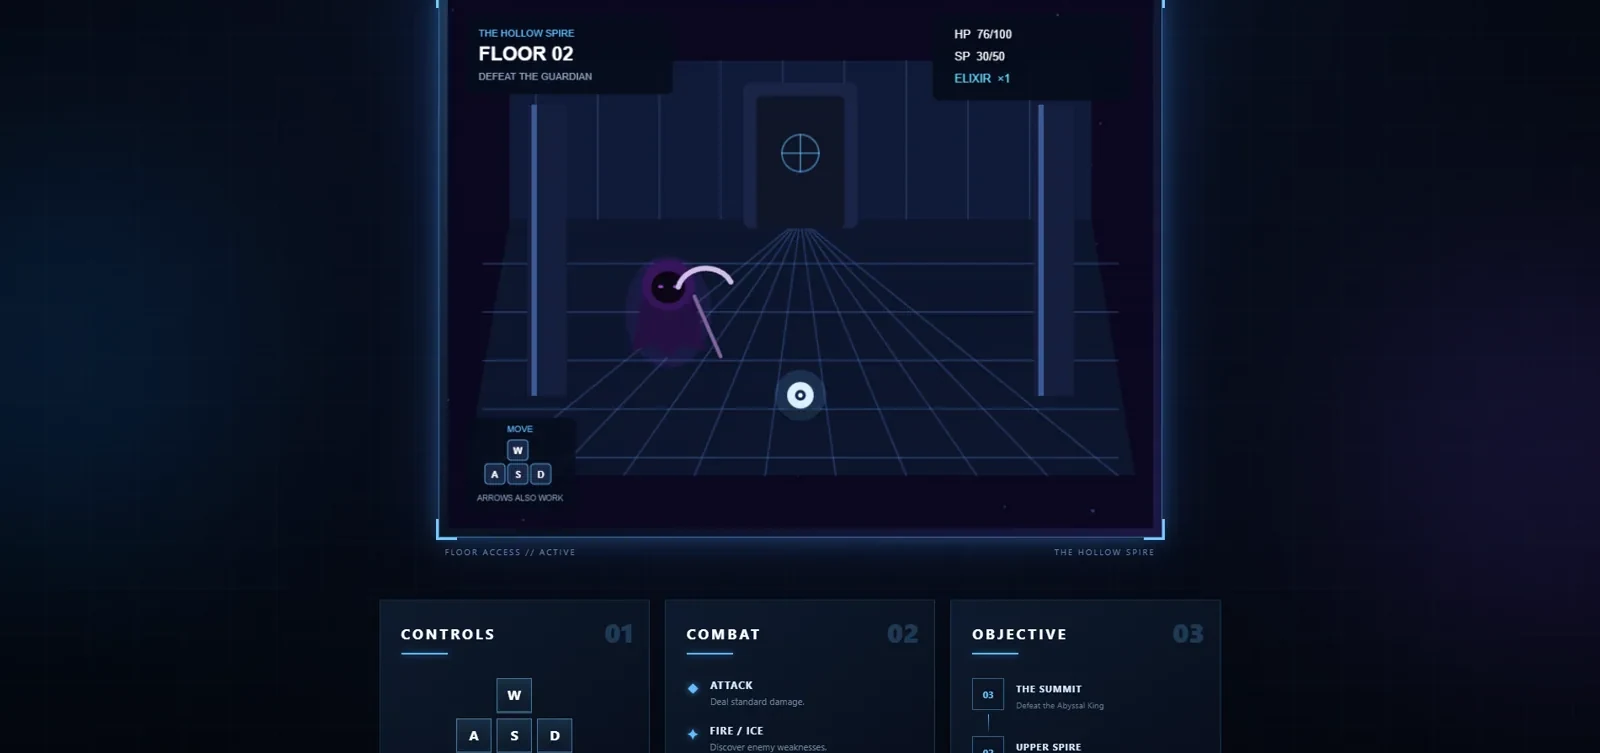 THE HOLLOW SPIRE
FLOOR 02
DEFEAT THE GUARDIAN
HP 76/100
SP 30/50
ELIXIR ×1
MOVE
W
A S D
ARROWS ALSO WORK
FLOOR ACCESS // ACTIVE
THE HOLLOW SPIRE
CONTROLS 01
W
A S D
COMBAT 02
ATTACK
Deal standard damage.
FIRE / ICE
Discover enemy weaknesses.
OBJECTIVE 03
03 THE SUMMIT
Defeat the Abyssal King
02 UPPER SPIRE